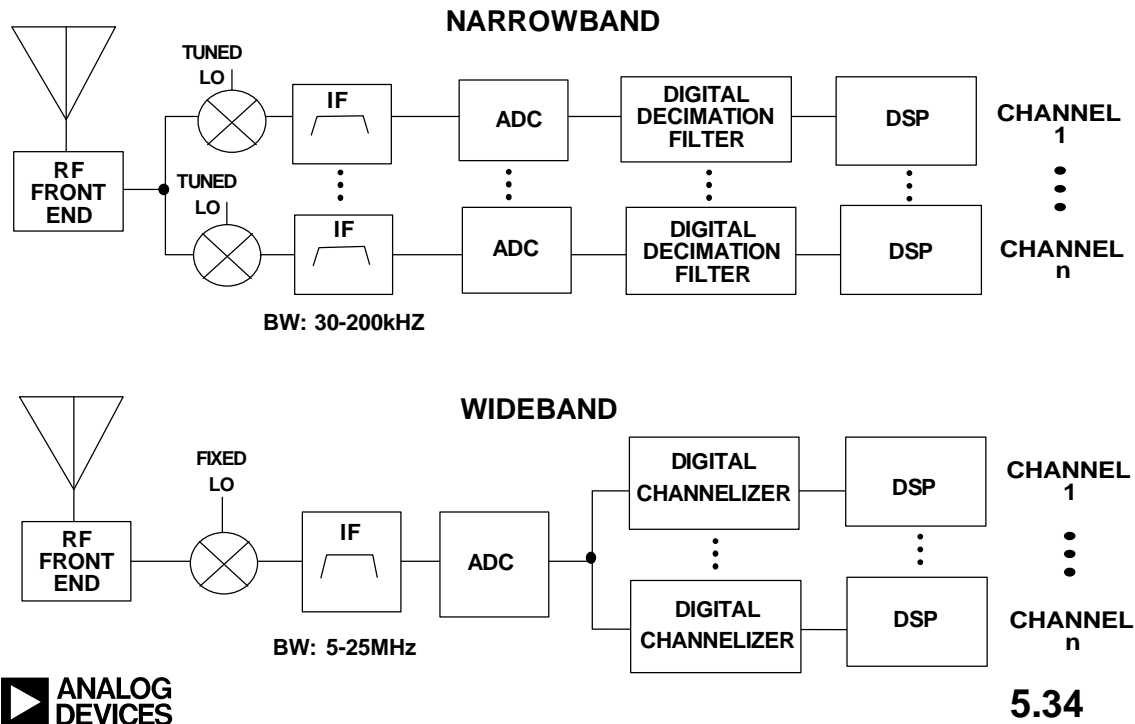 NARROWBAND
TUNED
LO
IF
ADC
DIGITAL
DECIMATION
FILTER
DSP
CHANNEL
1
RF
FRONT
END
TUNED
LO
IF
ADC
DIGITAL
DECIMATION
FILTER
DSP
CHANNEL
n
BW: 30-200kHZ
WIDEBAND
FIXED
LO
RF
FRONT
END
IF
ADC
DIGITAL
CHANNELIZER
DSP
CHANNEL
1
DIGITAL
CHANNELIZER
DSP
CHANNEL
n
BW: 5-25MHz
ANALOG
DEVICES
5.34